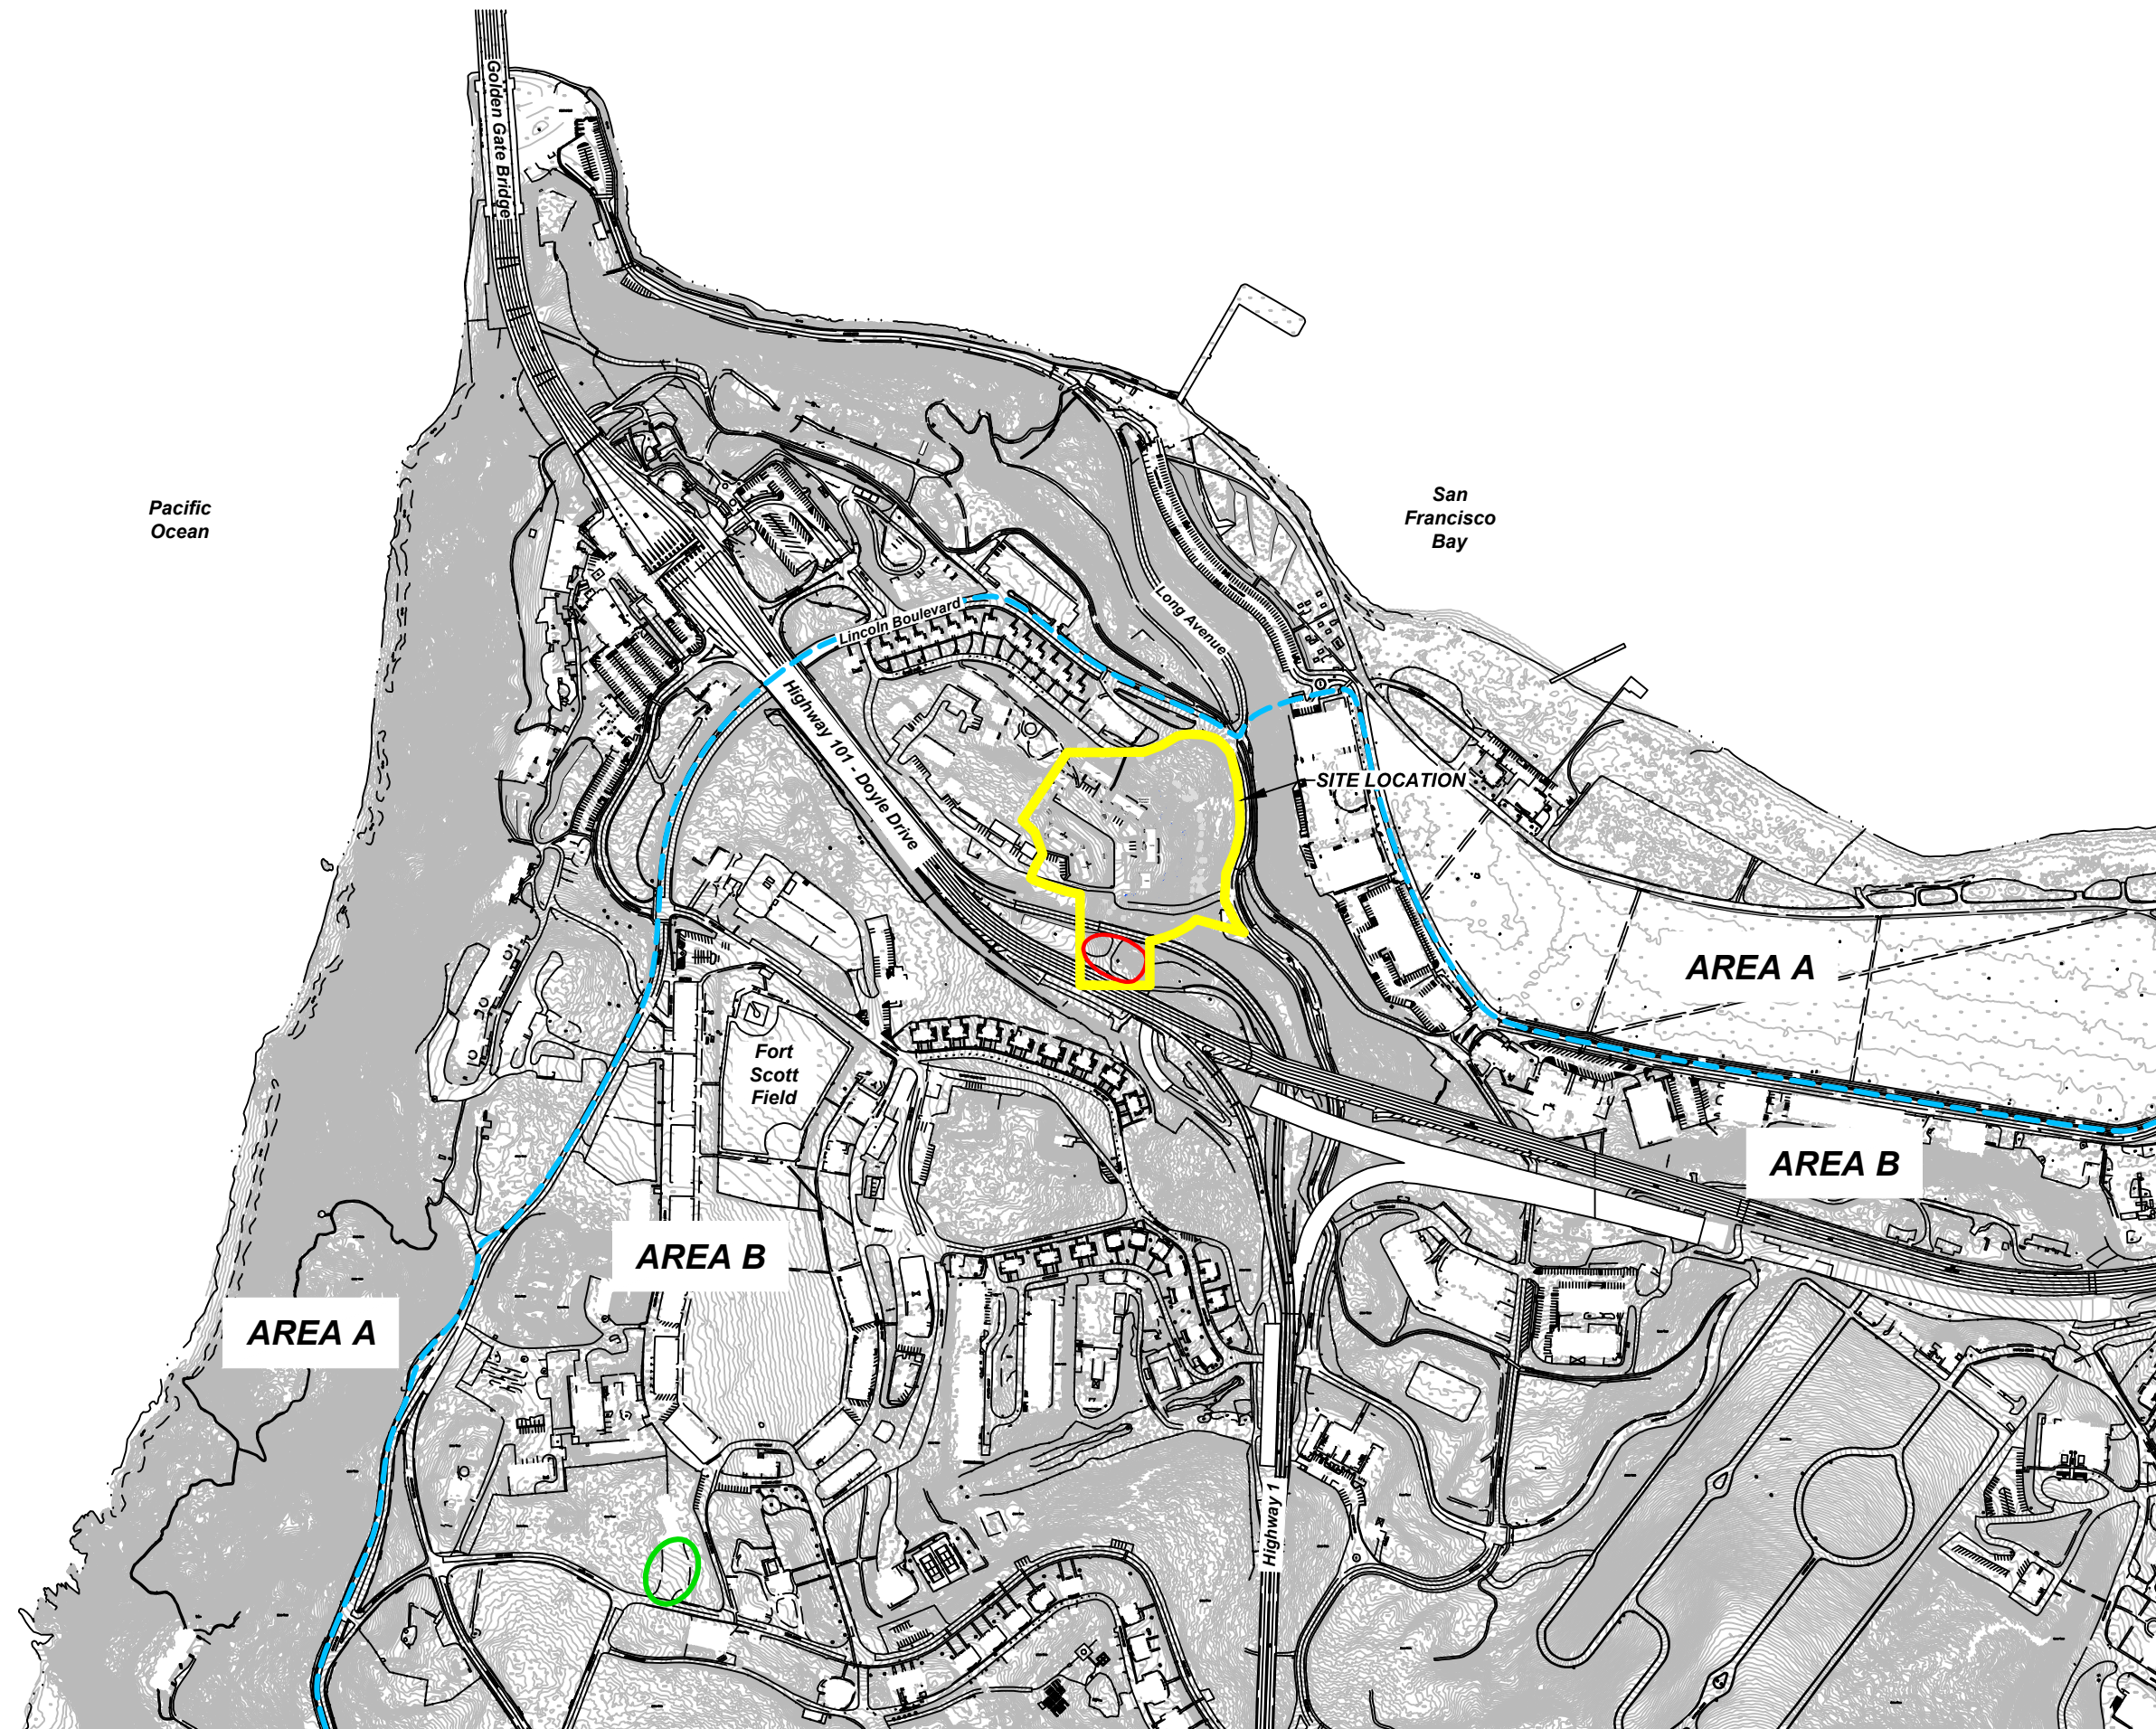 Golden Gate Bridge
Pacific
Ocean
San
Francisco
Bay
Long Avenue
Lincoln Boulevard
Highway 101 - Doyle Drive
SITE LOCATION
AREA A
Fort
Scott
Field
AREA B
AREA B
AREA A
Highway 1